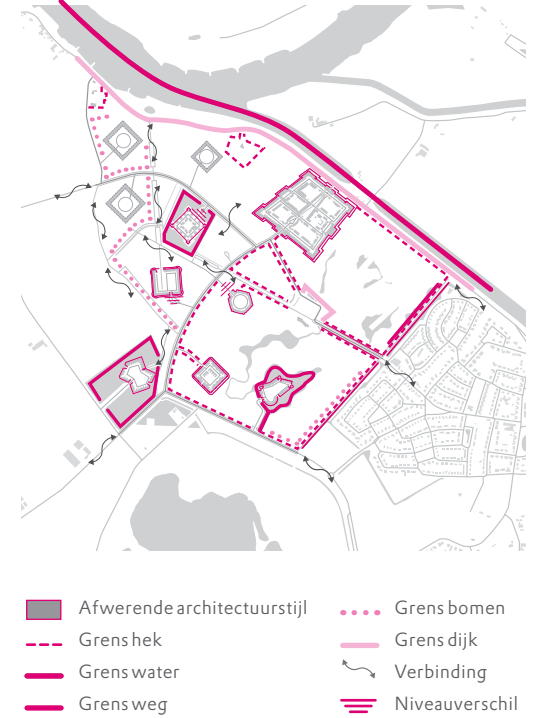 Afwerende architectuurstijl
Grens hek
Grens water
Grens weg
Grens bomen
Grens dijk
Verbinding
Niveauverschil